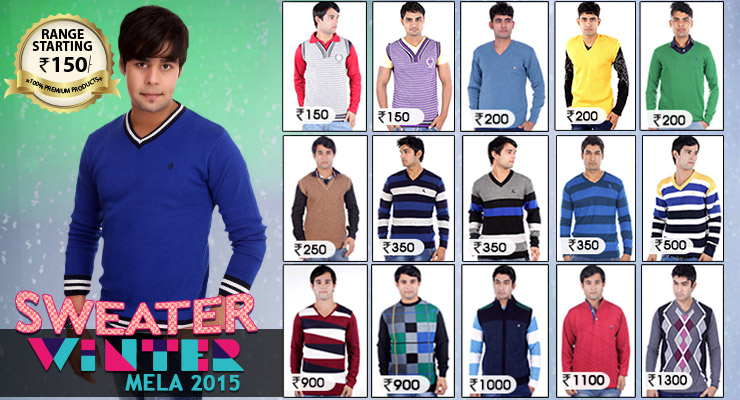 RANGE
STARTING
₹150/-
★100% PREMIUM PRODUCTS★
SWEATER
WINTER
MELA 2015
₹150
₹150
₹200
₹200
₹200
₹250
₹350
₹350
₹350
₹500
₹900
₹900
₹1000
₹1100
₹1300